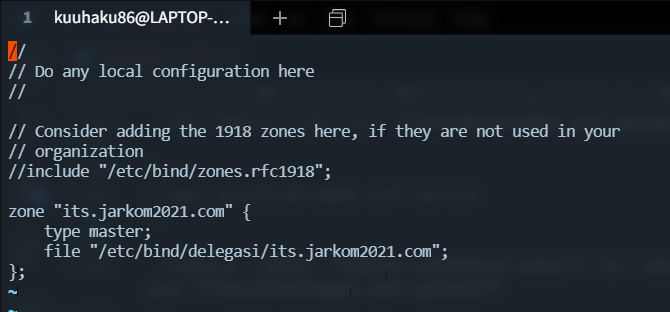 1 kuuhaku86@LAPTOP-...
//
// Do any local configuration here
//
// Consider adding the 1918 zones here, if they are not used in your
// organization
//include "/etc/bind/zones.rfc1918";
zone "its.jarkom2021.com" {
    type master;
    file "/etc/bind/delegasi/its.jarkom2021.com";
};
~
~